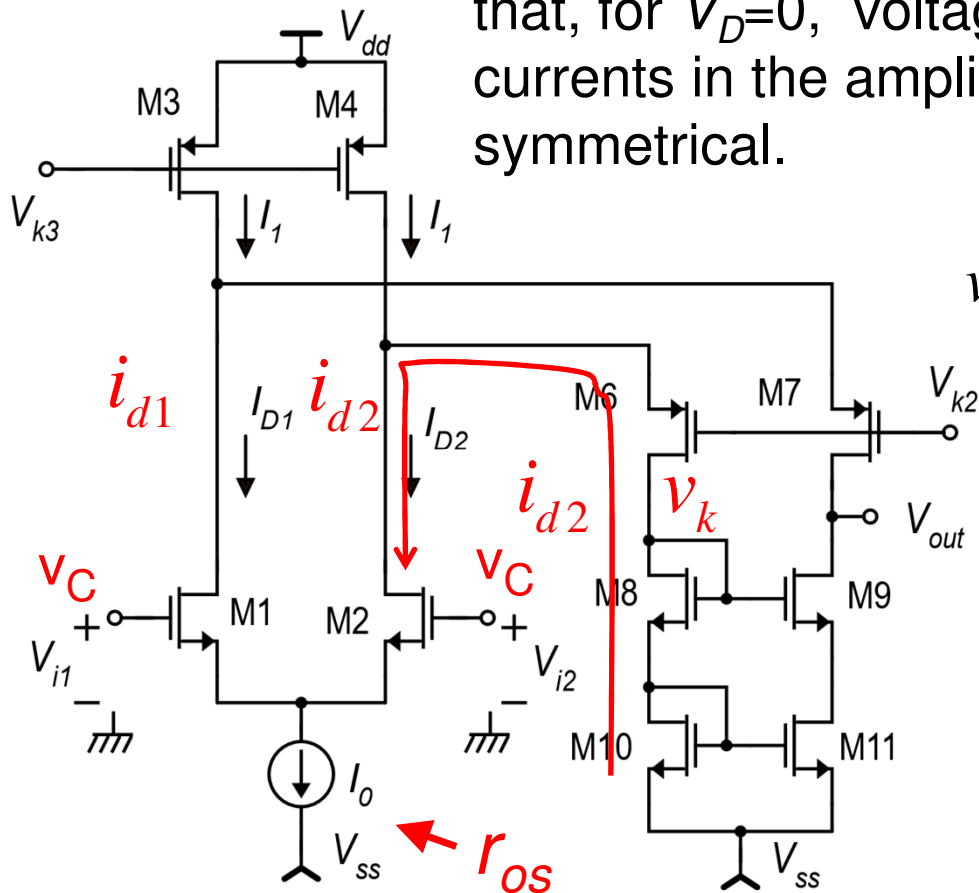 that, for V_D=0, voltag
currents in the ampli
symmetrical.
V_dd
M3
M4
V_k3
I_1
I_1
v
i_d1
I_D1
i_d2
I_D2
M6
M7
V_k2
i_d2
v_k
V_out
v_C
v_C
M1
M2
M8
M9
+
+
V_i1
V_i2
−
−
M10
M11
I_0
V_ss
r_os
V_ss